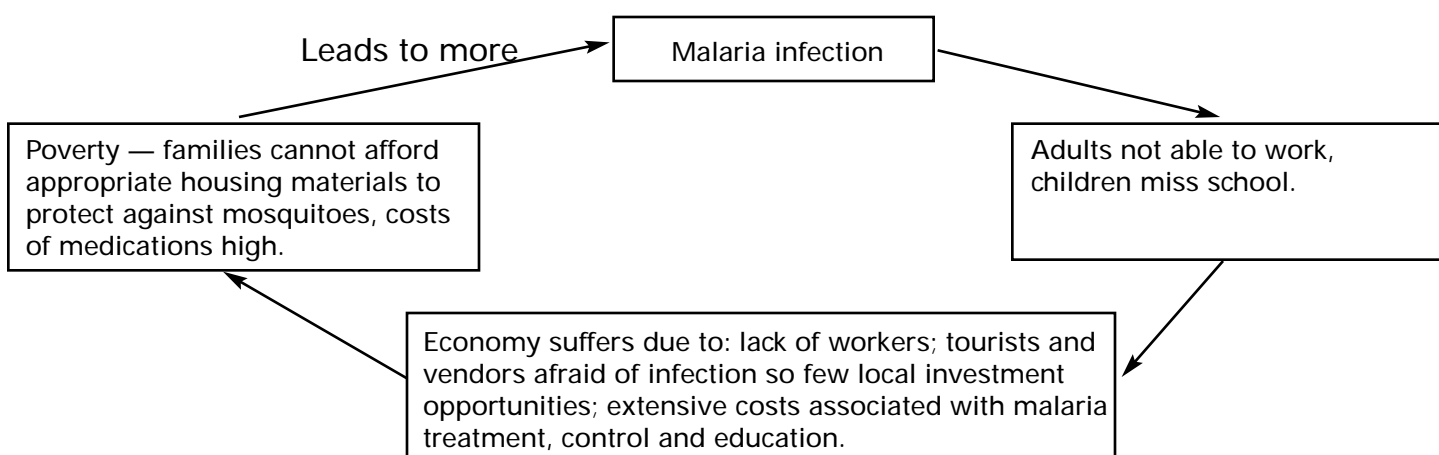 Leads to more
Malaria infection
Poverty — families cannot afford
appropriate housing materials to
protect against mosquitoes, costs
of medications high.
Adults not able to work,
children miss school.
Economy suffers due to: lack of workers; tourists and
vendors afraid of infection so few local investment
opportunities; extensive costs associated with malaria
treatment, control and education.